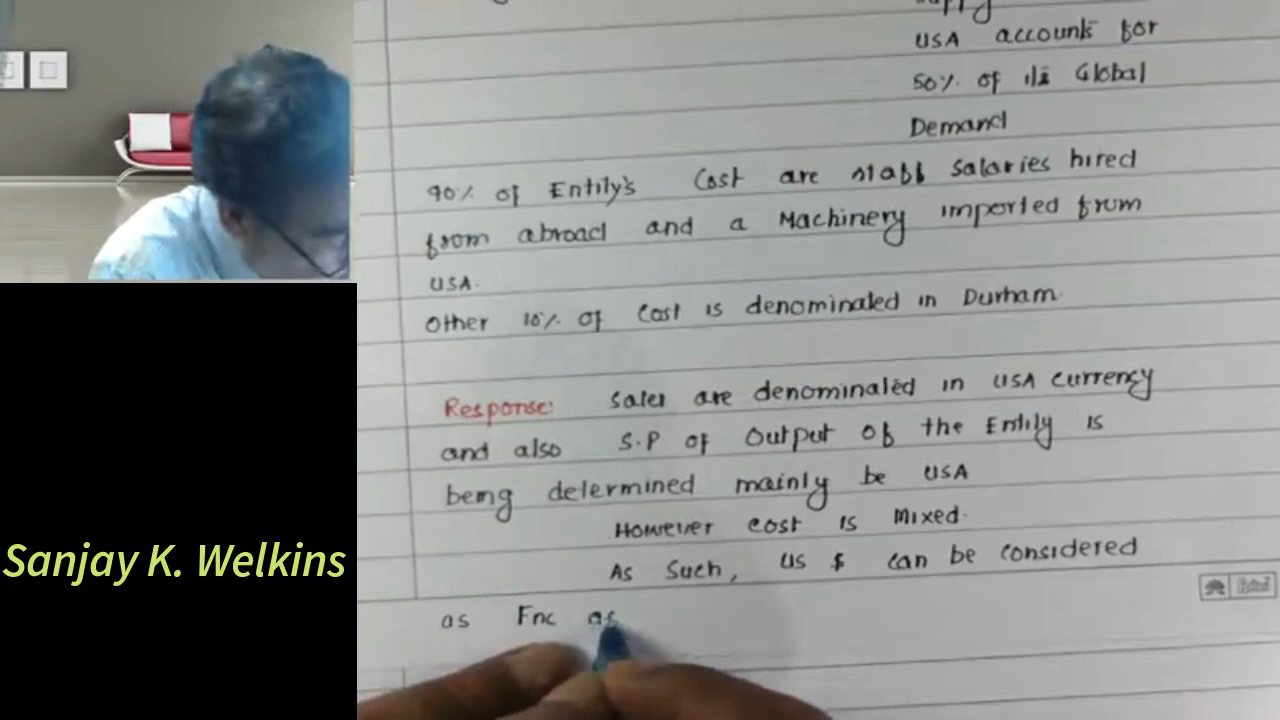 USA accounts for
50% of its Global
Demand
90% of Entity's Cost are staff salaries hired
from abroad and a Machinery imported from
USA.
Other 10% of Cost is denominated in Durham
Response: Sales are denominated in USA currency
and also S.P of Output of the Entity is
being determined mainly be USA
However cost is Mixed.
As Such, US $ can be considered
as Fnc as
Sanjay K. Welkins